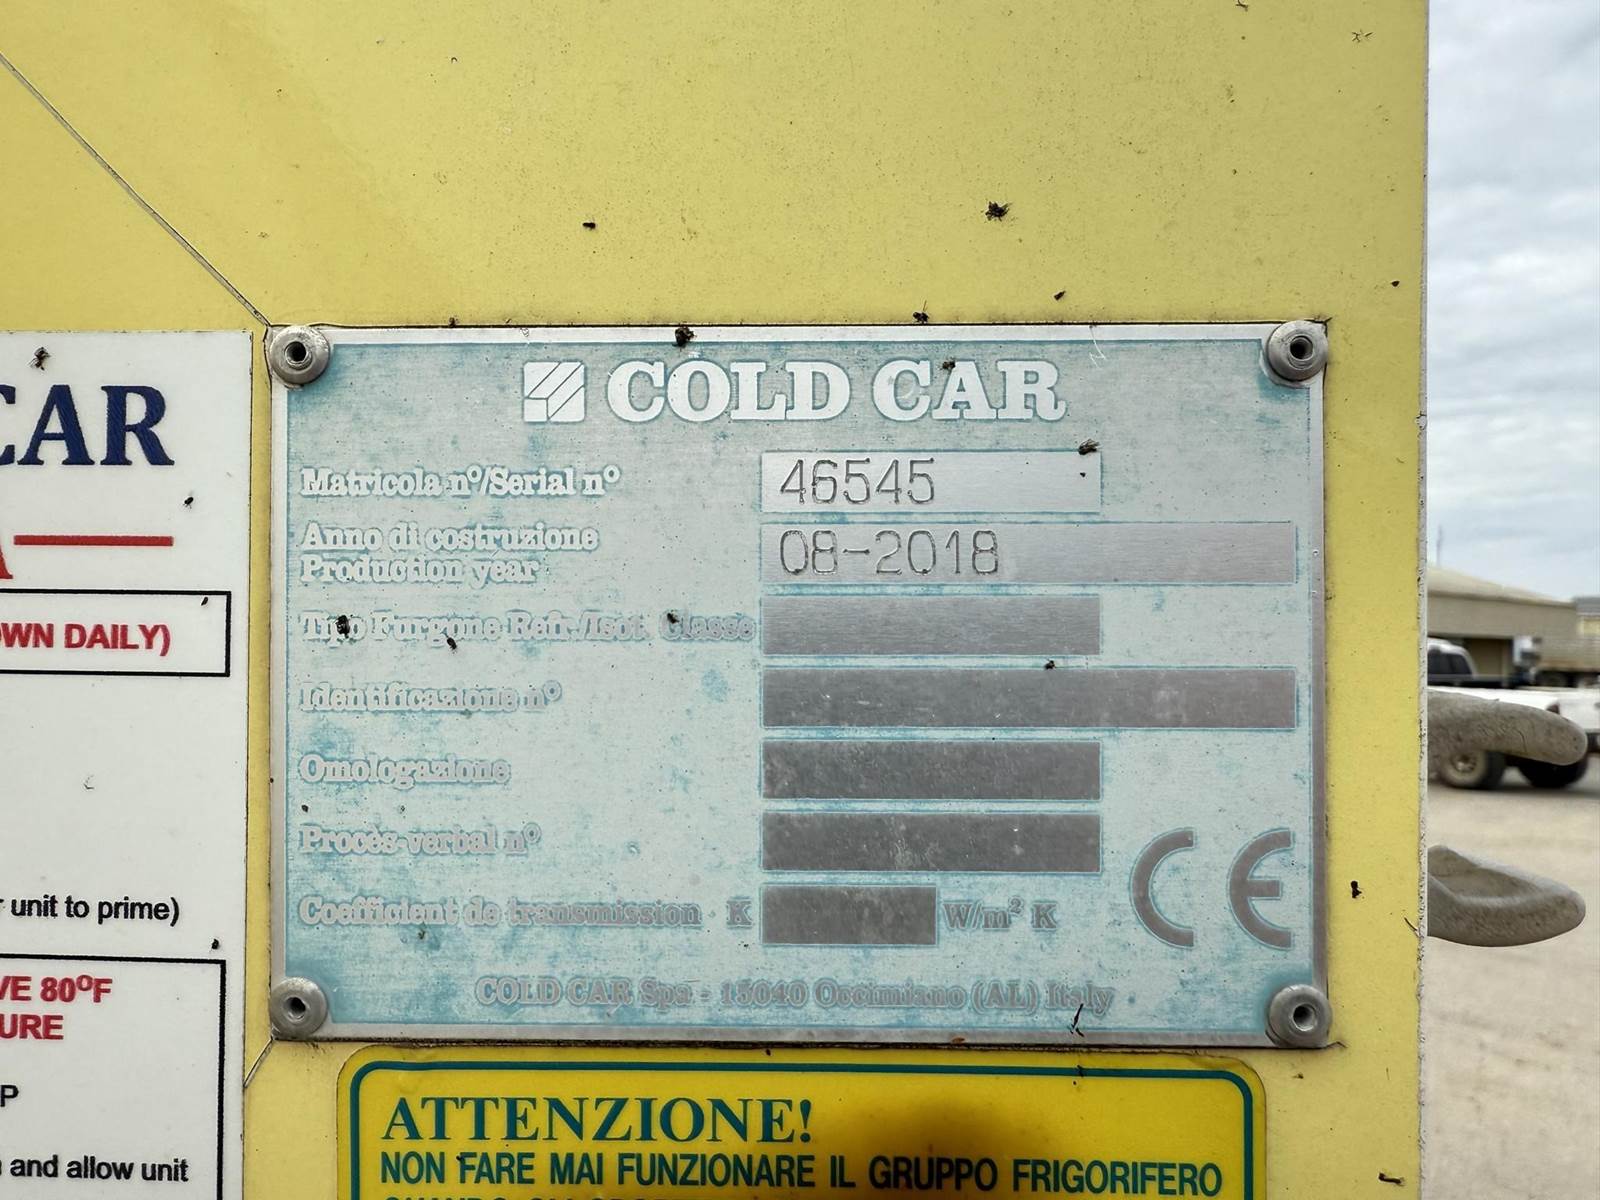 COLD CAR
Matricola n°/Serial n° 46545
Anno di costruzione
Production year
08-2018
Tipo Furgone Refr./Isot. Classe
Identificazione n°
Omologazione
Procès-verbal n°
Coefficient de transmission K W/m² K
CE
COLD CAR Spa - 15040 Occimiano (AL) Italy
ATTENZIONE!
NON FARE MAI FUNZIONARE IL GRUPPO FRIGORIFERO
CAR
OWN DAILY)
unit to prime)
VE 80°F
URE
P
and allow unit